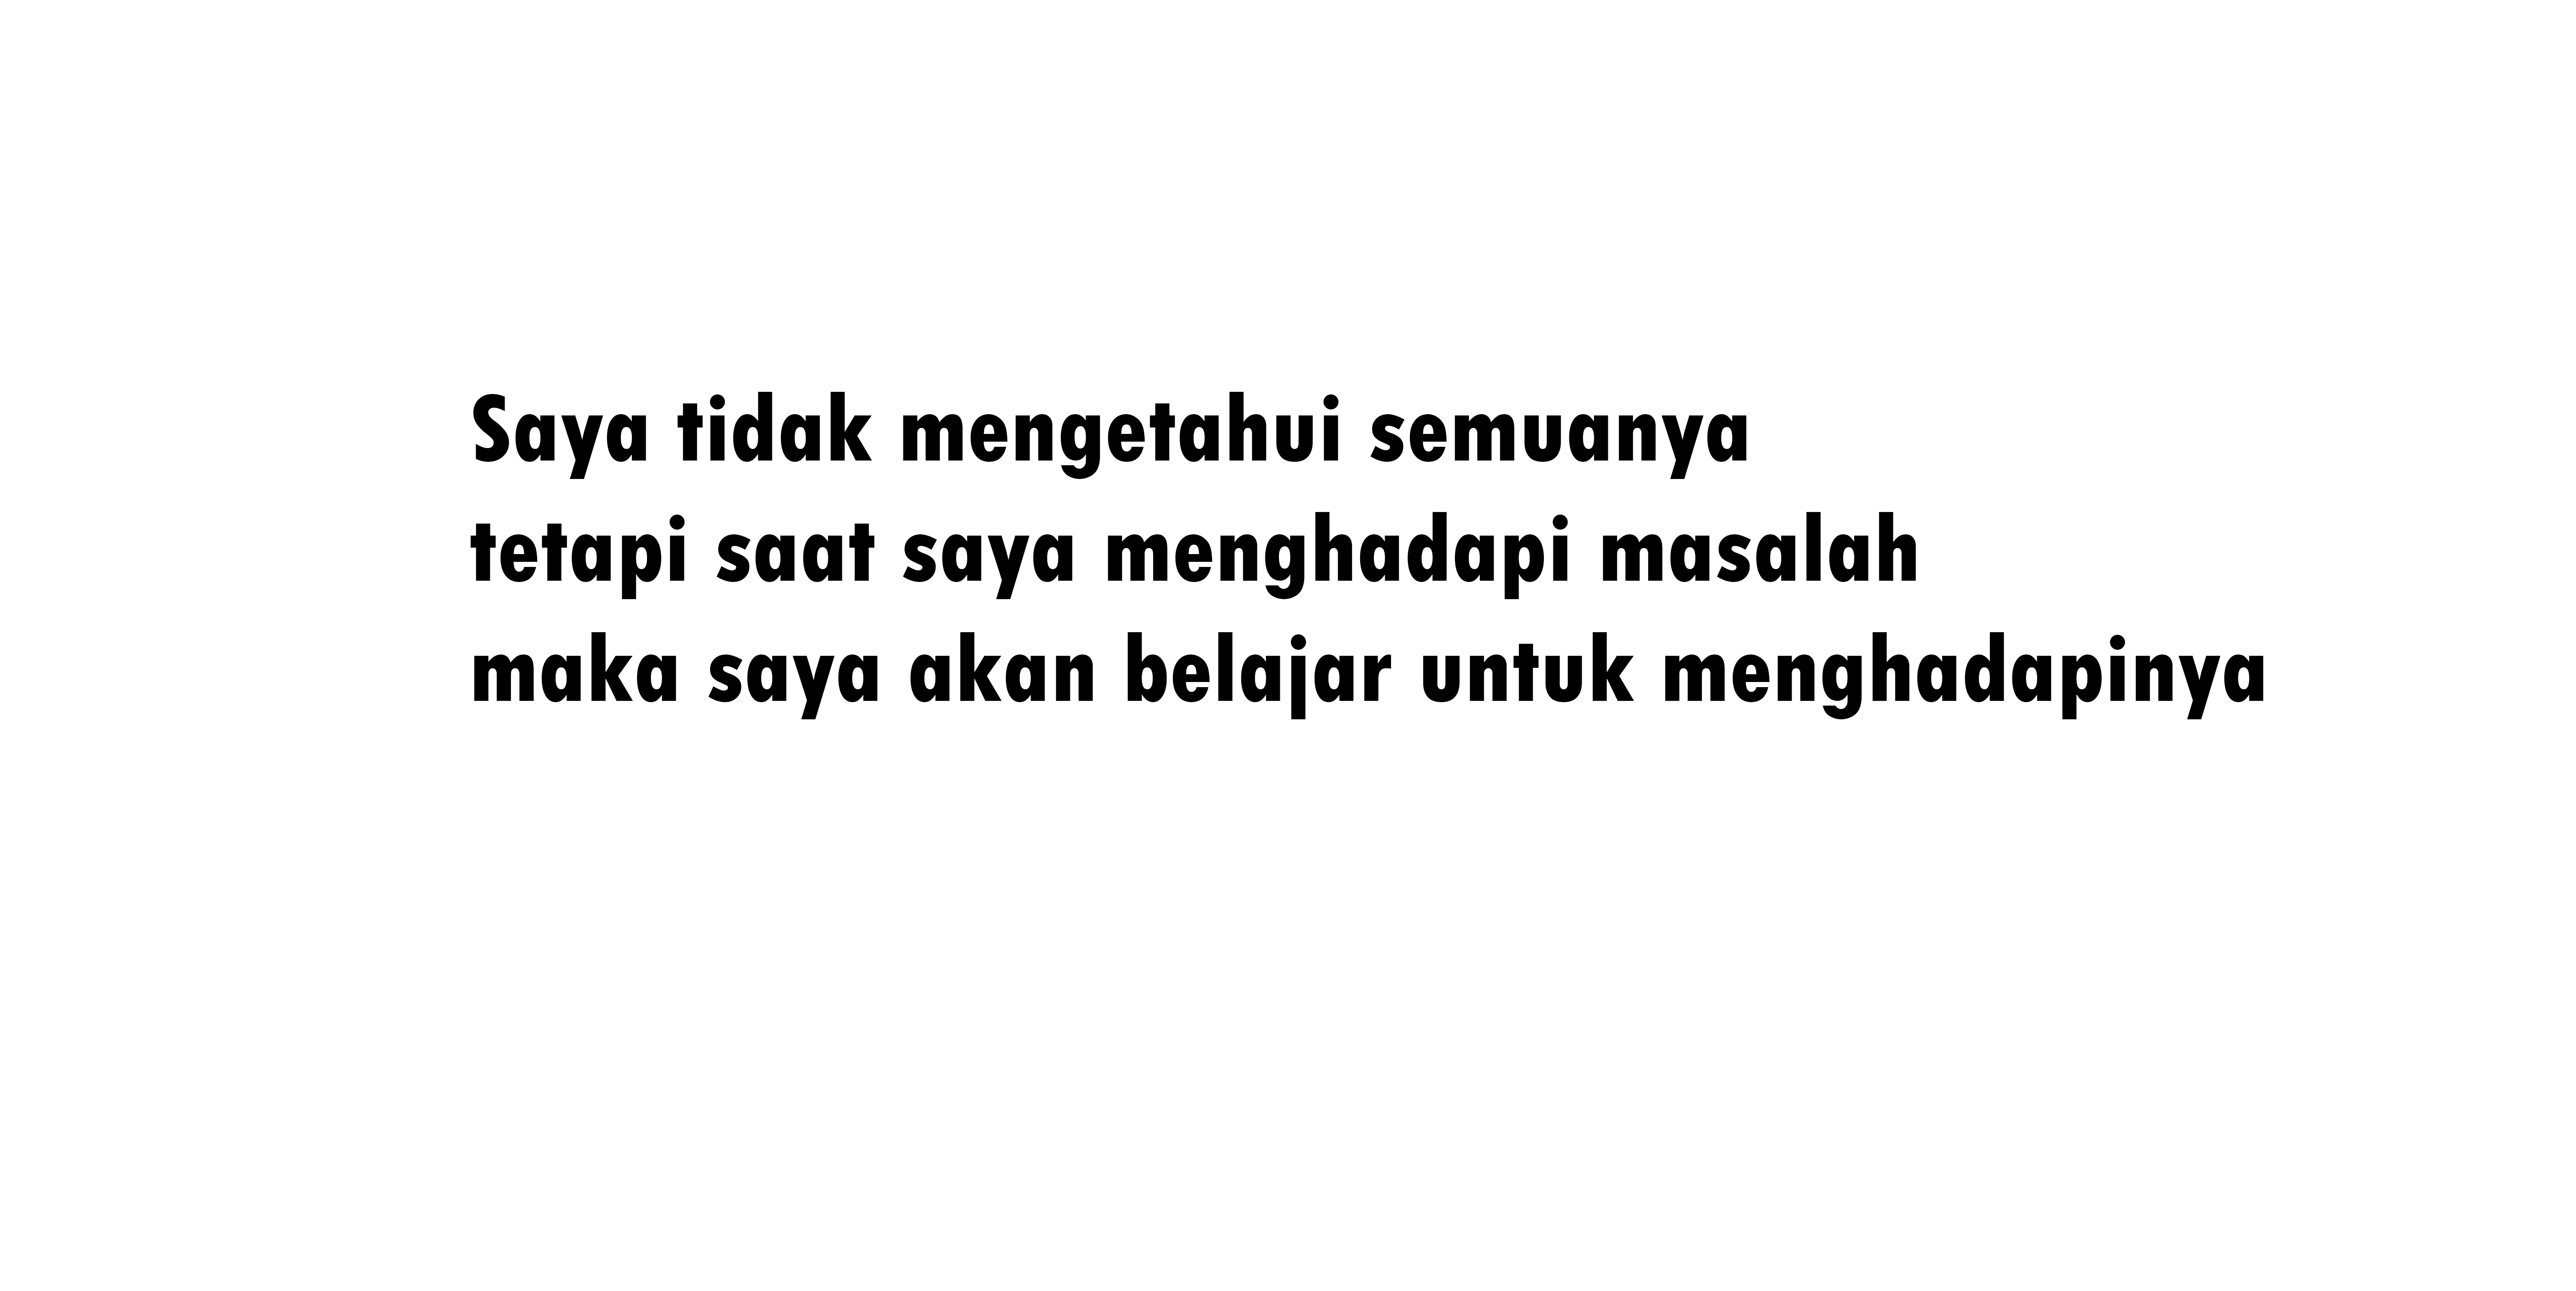 Saya tidak mengetahui semuanya
tetapi saat saya menghadapi masalah
maka saya akan belajar untuk menghadapinya